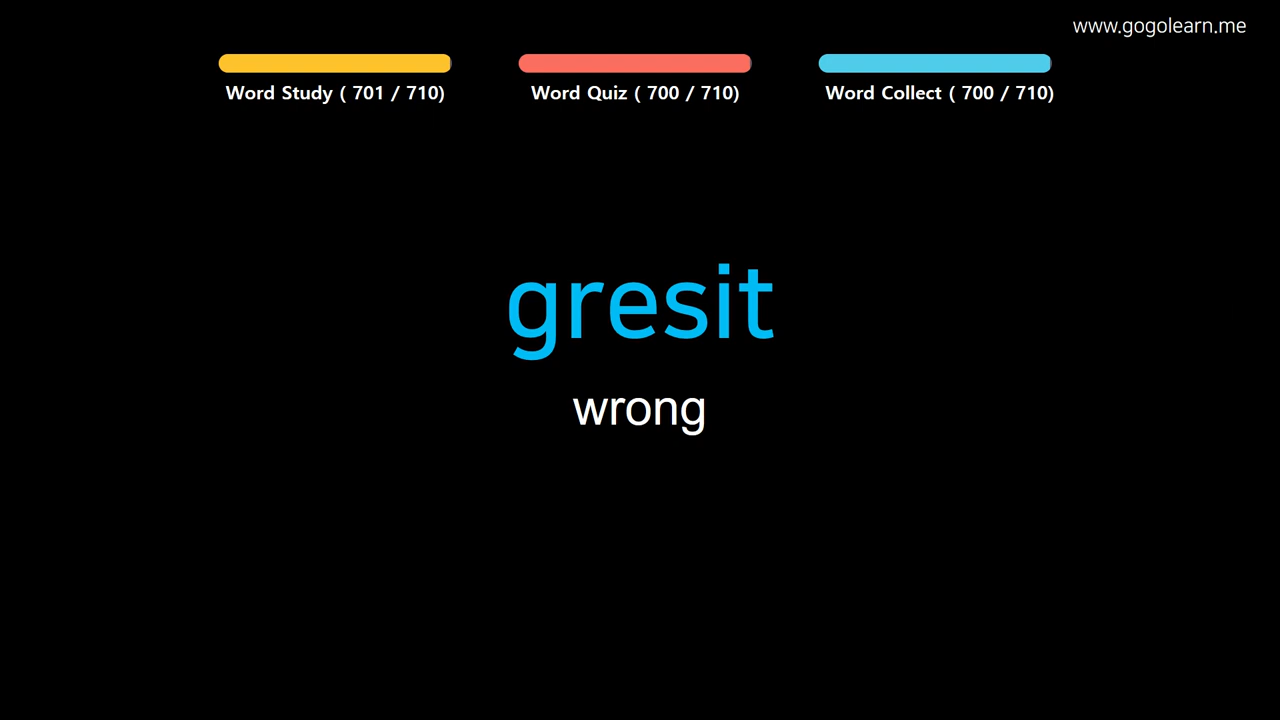 www.gogolearn.me
Word Study ( 701 / 710)
Word Quiz ( 700 / 710)
Word Collect ( 700 / 710)
gresit
wrong